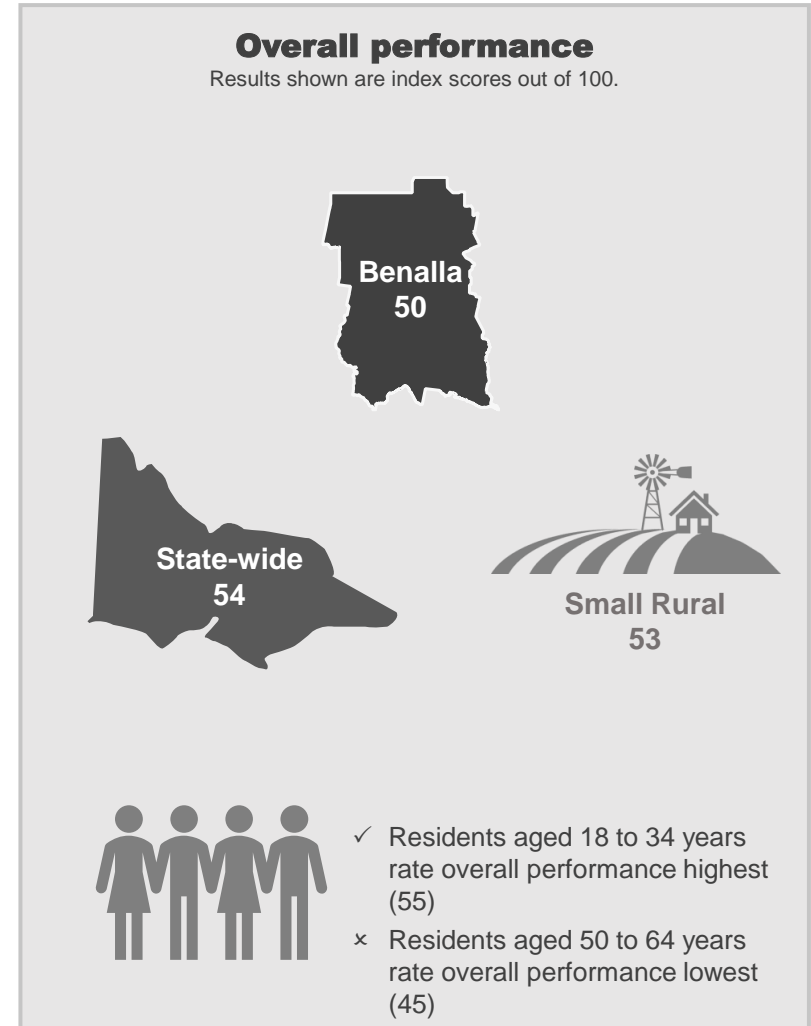 Overall performance
Results shown are index scores out of 100.
Benalla
50
State-wide
54
Small Rural
53
✓ Residents aged 18 to 34 years
rate overall performance highest
(55)
× Residents aged 50 to 64 years
rate overall performance lowest
(45)